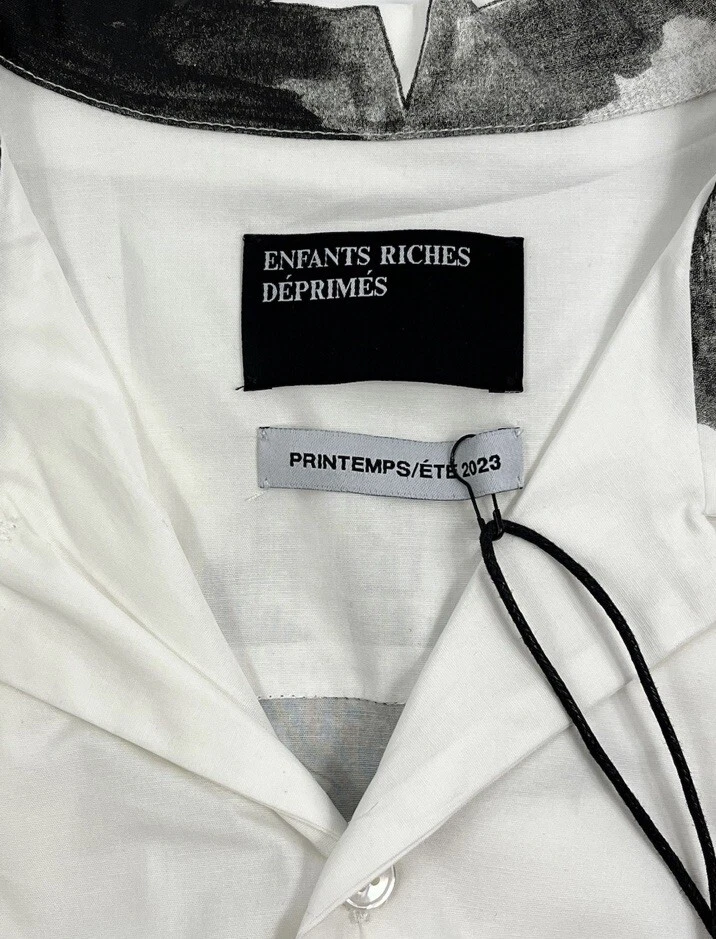 ENFANTS RICHES
DÉPRIMÉS
PRINTEMPS/ÉTÉ 2023